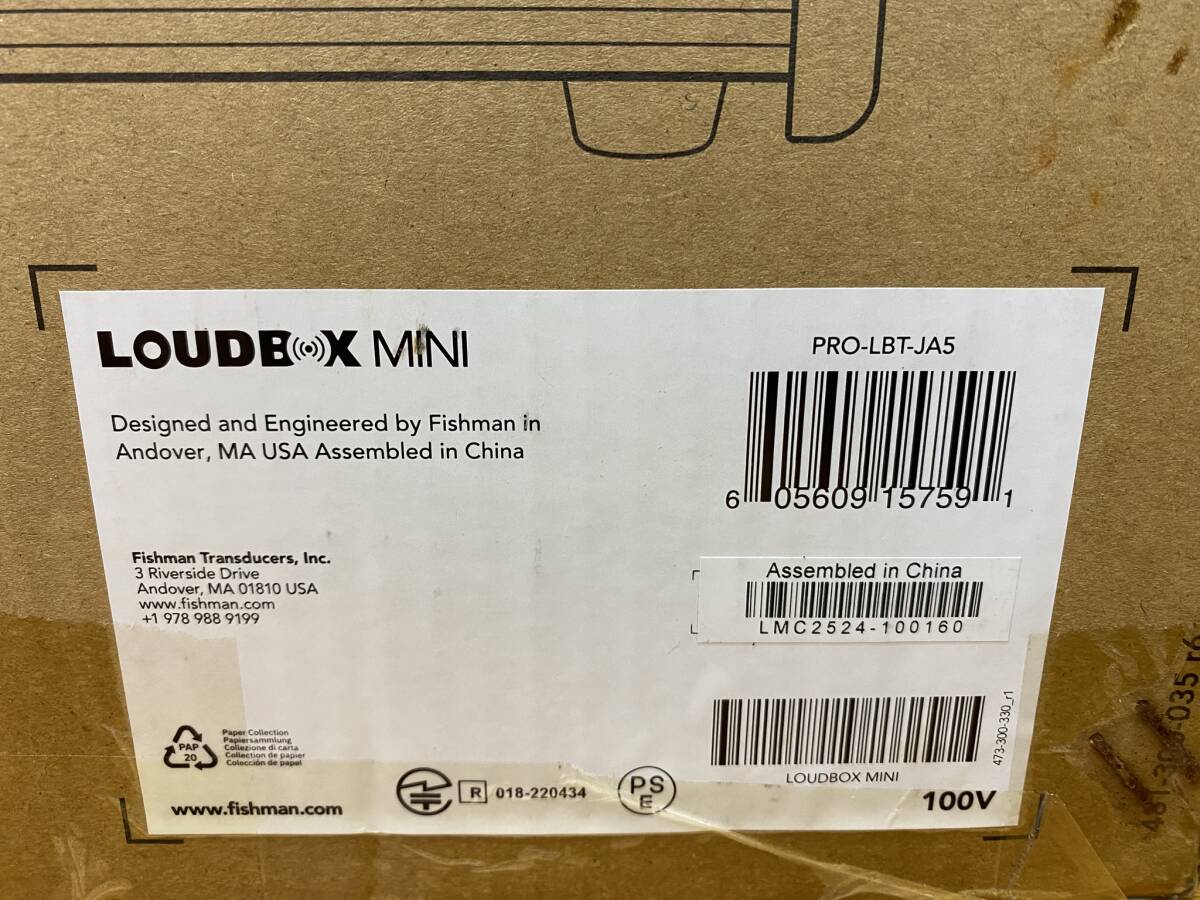 LOUDBOX MINI
Designed and Engineered by Fishman in
Andover, MA USA Assembled in China
Fishman Transducers, Inc.
3 Riverside Drive
Andover, MA 01810 USA
www.fishman.com
+1 978 988 9199
PAP
20
Paper Collection
Papiersammlung
Collezione di carta
Collection de papier
Colección de papel
www.fishman.com
R 018-220434
PS
E
PRO-LBT-JA5
6 05609 15759 1
Assembled in China
LMC2524-100160
473-300-330_r1
LOUDBOX MINI
100V